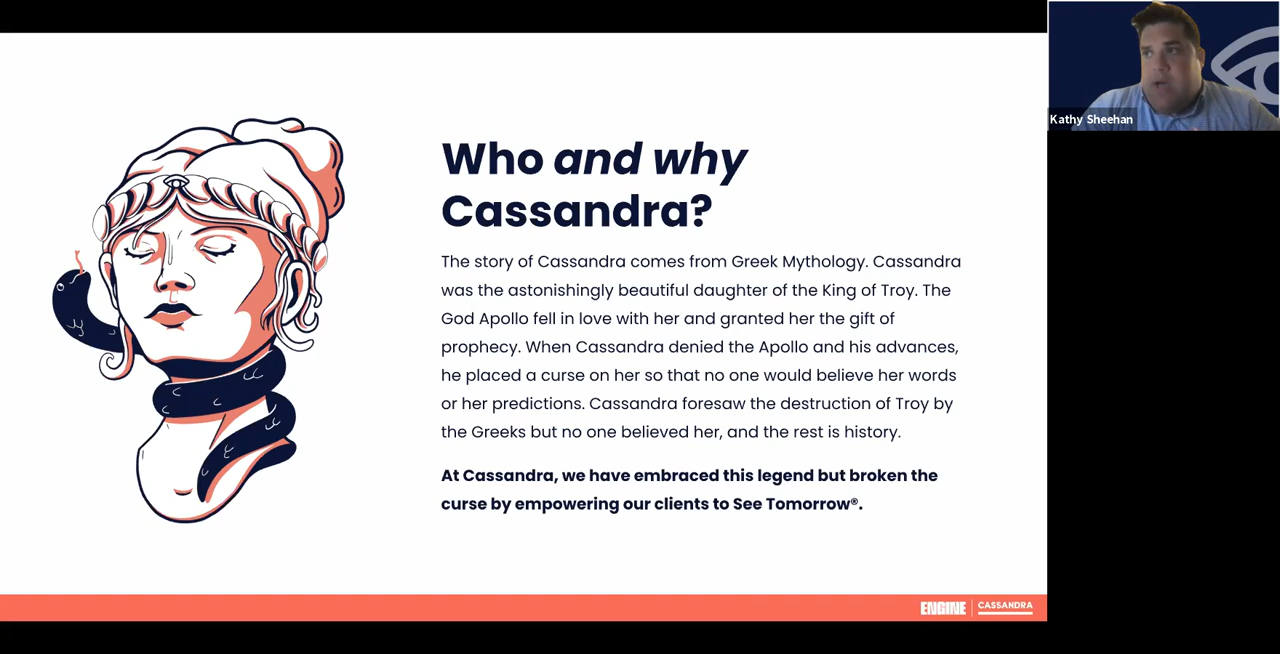 Who and why
Cassandra?
The story of Cassandra comes from Greek Mythology. Cassandra
was the astonishingly beautiful daughter of the King of Troy. The
God Apollo fell in love with her and granted her the gift of
prophecy. When Cassandra denied the Apollo and his advances,
he placed a curse on her so that no one would believe her words
or her predictions. Cassandra foresaw the destruction of Troy by
the Greeks but no one believed her, and the rest is history.
At Cassandra, we have embraced this legend but broken the
curse by empowering our clients to See Tomorrow®.
ENGINE CASSANDRA
Kathy Sheehan